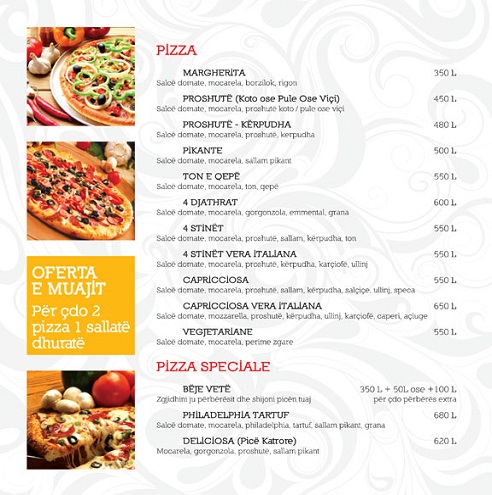 PIZZA
MARGHERITA 350 L
Salcë domate, mocarela, borzilok, rigon
PROSHUTË (Koto ose Pule Ose Viçi) 450 L
Salcë domate, mocarela, proshutë koto / pule ose viçi
PROSHUTË - KËRPUDHA 480 L
Salcë domate, mocarela, proshutë, kerpudha
PIKANTE 500 L
Salcë domate, mocarela, sallam pikant
TON E QEPË 550 L
Salcë domate, mocarela, ton, qepë
4 DJATHRAT 600 L
Salcë domate, mocarela, gorgonzola, emmental, grana
4 STINËT 550 L
Salcë domate, mocarela, proshutë, sallam, kërpudha, ton
4 STINËT VERA ITALIANA 550 L
Salcë domate, mocarela, proshutë, kërpudha, karçiofë, ullinj
CAPRICCIOSA 550 L
Salcë domate, mocarela, proshutë, sallam, kërpudha, salçiçe, ullinj, speca
CAPRICCIOSA VERA ITALIANA 650 L
Salcë domate, mozzarella, proshutë, kërpudha, ullinj, karçiofë, caperi, açiuge
VEGJETARIANE 550 L
Salcë domate, mocarela, perime zgare
OFERTA
E MUAJIT
Për çdo 2
pizza 1 sallatë
dhuratë
PIZZA SPECIALE
BËJE VETË 350 L + 50L ose +100 L
Zgjidhini ju përbërësit dhe shijoni picën tuaj për çdo përbërës extra
PHILADELPHIA TARTUF 680 L
Salcë domate, mocarela, philadelphia, tartuf, sallam pikant, grana
DELICIOSA (Picë Katrore) 620 L
Mocarela, gorgonzola, proshutë, sallam pikant